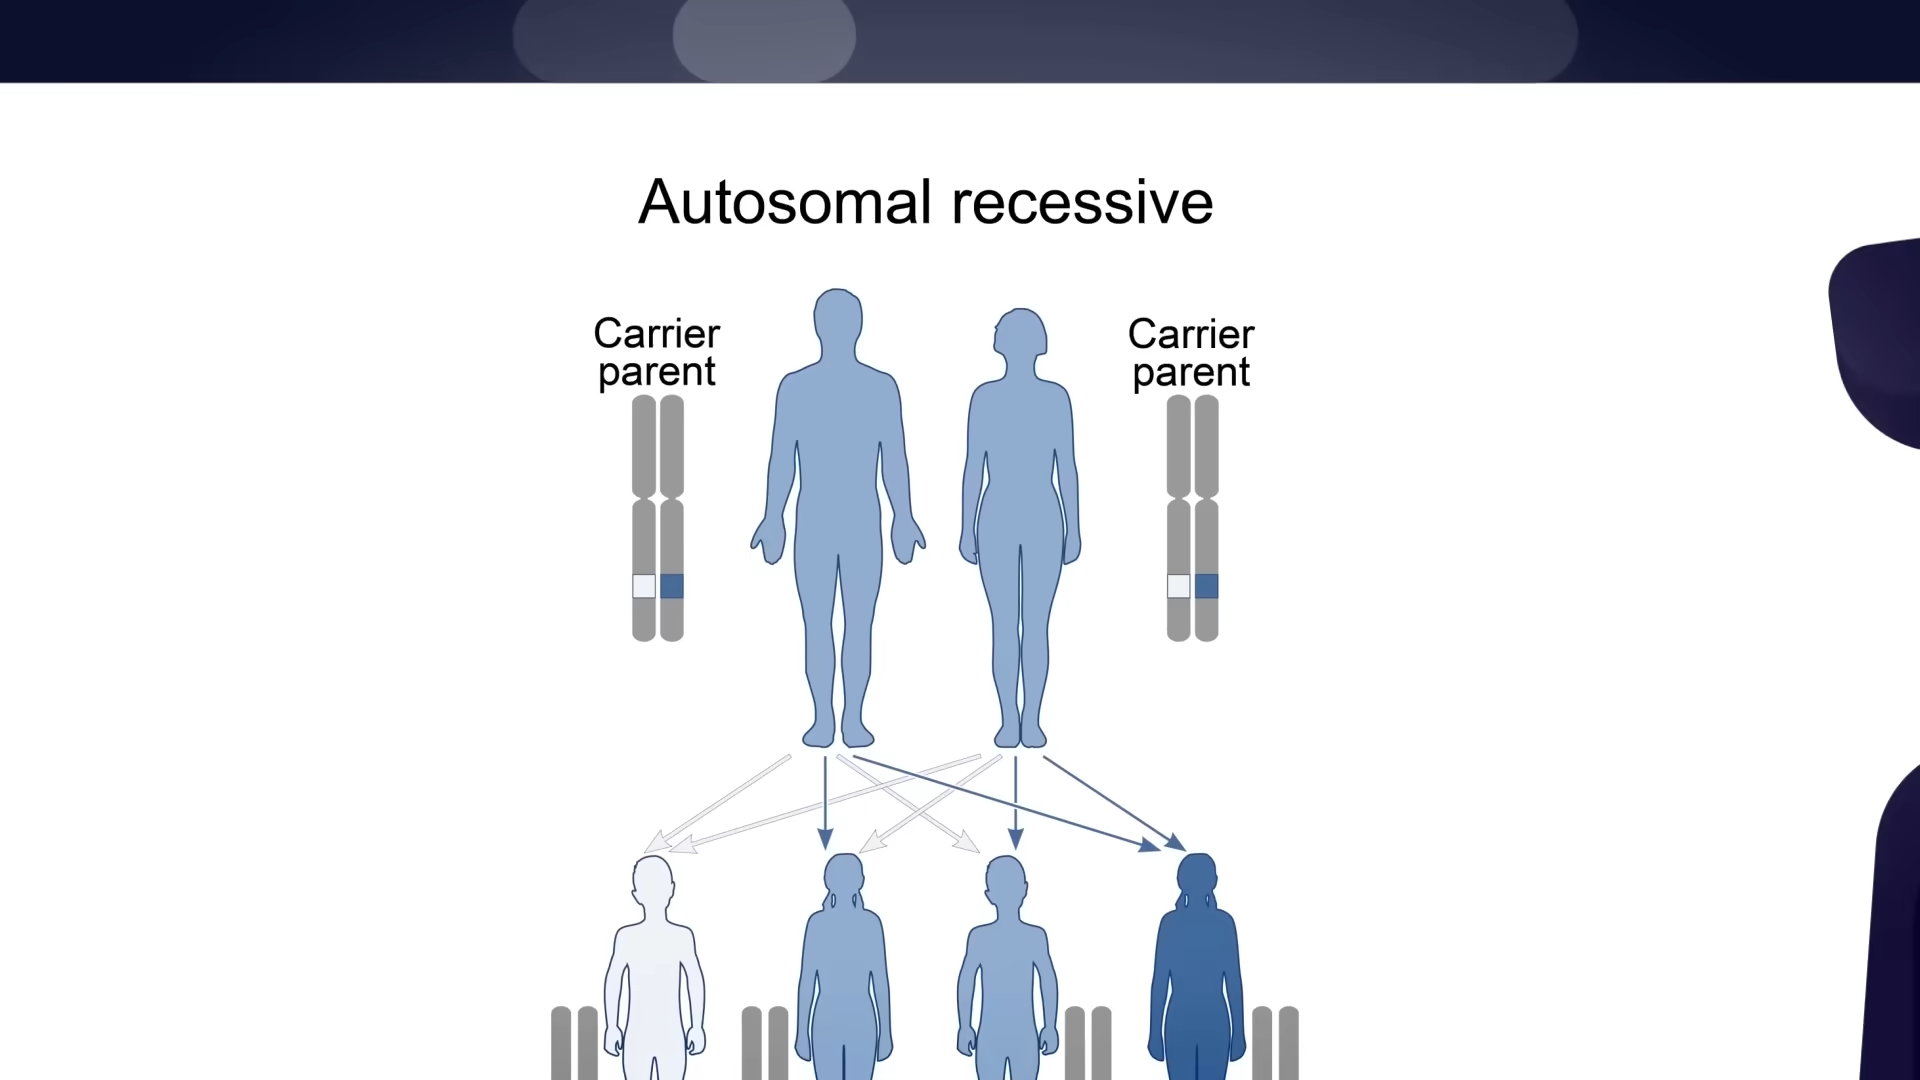 Autosomal recessive
Carrier
parent
Carrier
parent